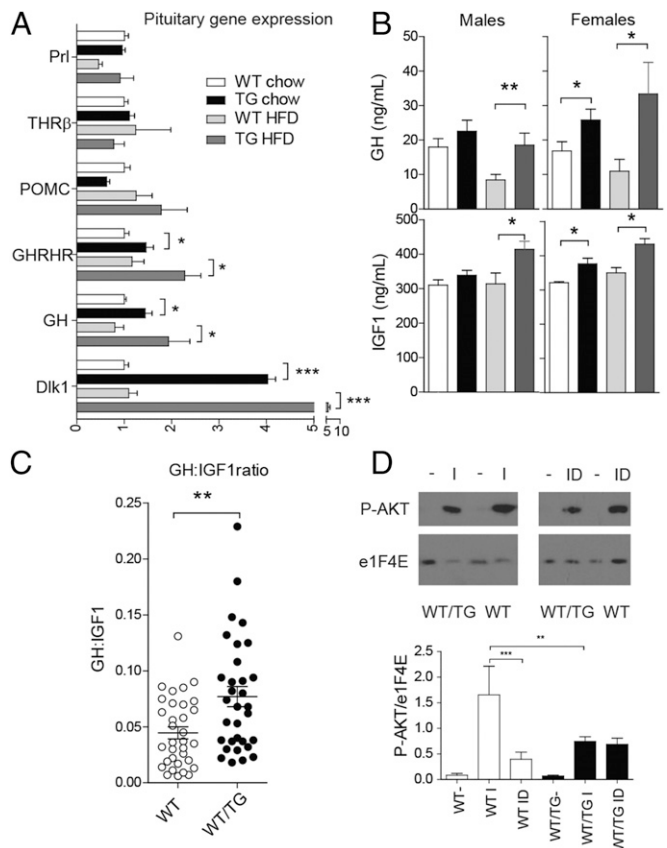 A
Pituitary gene expression
Prl
THRβ
POMC
GHRHR
GH
Dlk1
WT chow
TG chow
WT HFD
TG HFD
*
*
*
*
***
***
0 1 2 3 4 5 5 10
B
Males Females
GH (ng/mL)
60
40
20
0
** * *
IGF1 (ng/mL)
400
300
200
100
0
* * *
C
GH:IGF1ratio
**
GH:IGF1
0.25
0.20
0.15
0.10
0.05
0.00
WT WT/TG
D
- I - I - ID - ID
P-AKT
e1F4E
WT/TG WT WT/TG WT
P-AKT/e1F4E
2.5
2.0
1.5
1.0
0.5
0.0
**
***
WT- WT I WT ID WT/TG- WT/TG I WT/TG ID